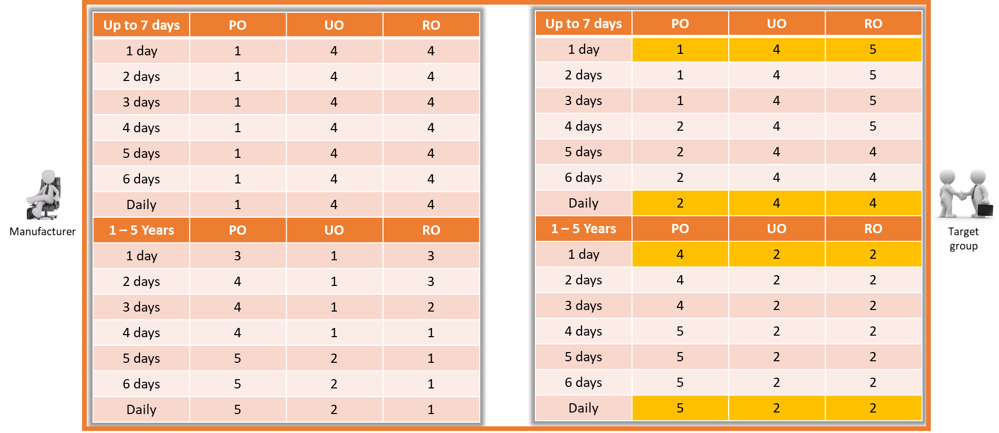 Up to 7 days PO UO RO
1 day 1 4 4
2 days 1 4 4
3 days 1 4 4
4 days 1 4 4
5 days 1 4 4
6 days 1 4 4
Daily 1 4 4
1 – 5 Years PO UO RO
1 day 3 1 3
2 days 4 1 3
3 days 4 1 2
4 days 4 1 1
5 days 5 2 1
6 days 5 2 1
Daily 5 2 1
Manufacturer
Up to 7 days PO UO RO
1 day 1 4 5
2 days 1 4 5
3 days 1 4 5
4 days 2 4 5
5 days 2 4 4
6 days 2 4 4
Daily 2 4 4
1 – 5 Years PO UO RO
1 day 4 2 2
2 days 4 2 2
3 days 4 2 2
4 days 5 2 2
5 days 5 2 2
6 days 5 2 2
Daily 5 2 2
Target
group